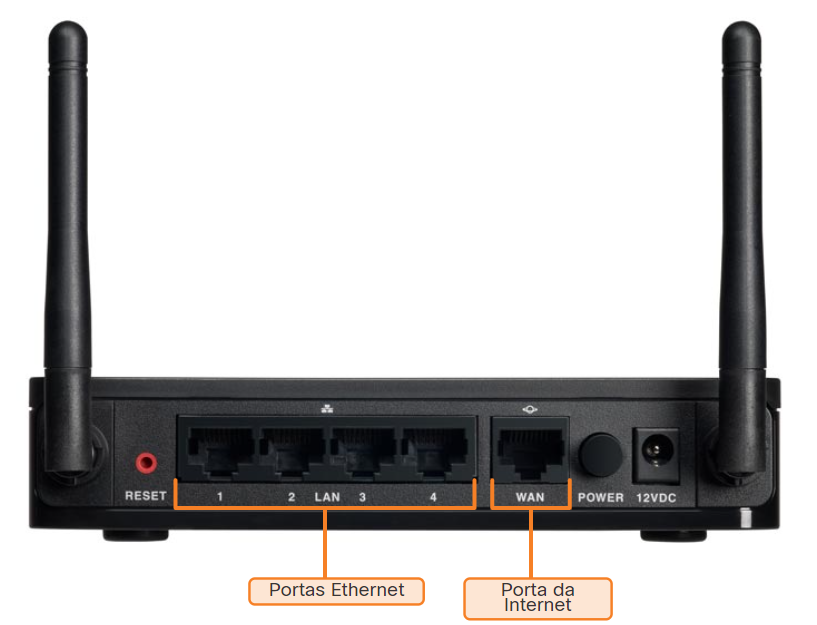 RESET
1
2
LAN
3
4
WAN
POWER
12VDC
Portas Ethernet
Porta da
Internet